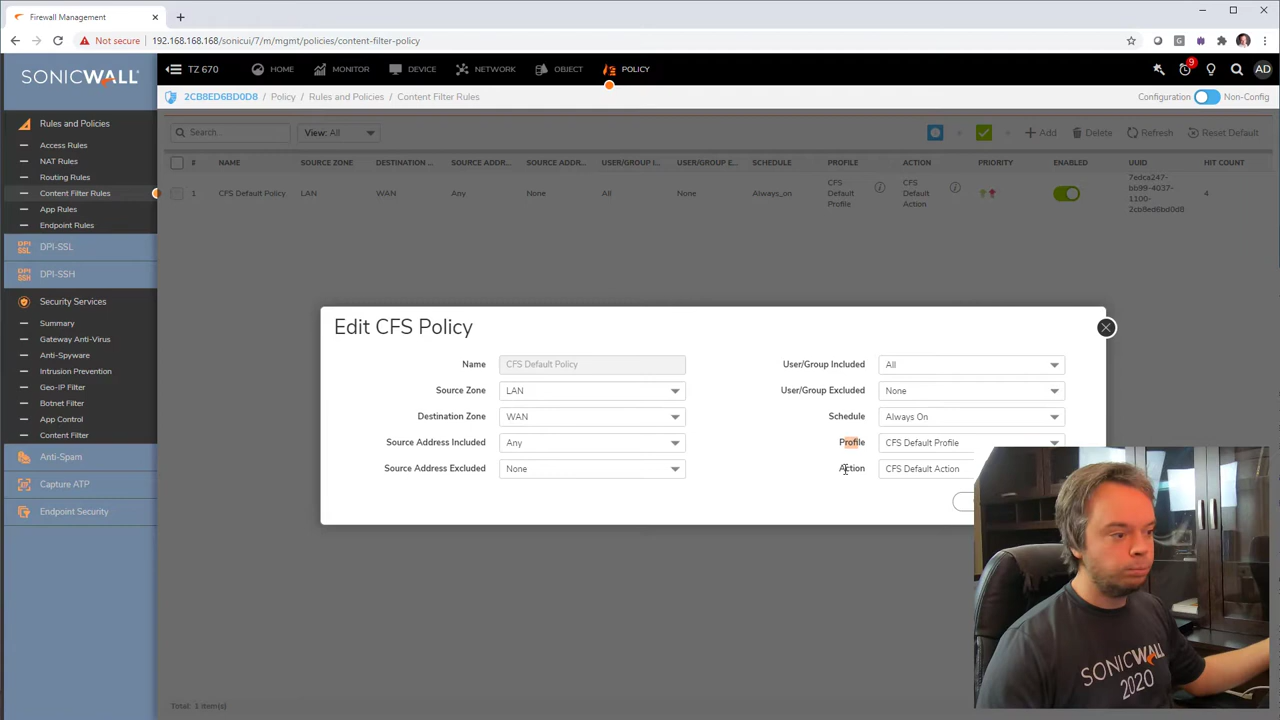 Firewall Management
Not secure 192.168.168.168/sonicui/7/m/mgmt/policies/content-filter-policy
SONICWALL
TZ 670 HOME MONITOR DEVICE NETWORK OBJECT POLICY 9 AD
2CB8ED6BD0D8 / Policy / Rules and Policies / Content Filter Rules Configuration Non-Config
Rules and Policies
Access Rules
NAT Rules
Routing Rules
Content Filter Rules
App Rules
Endpoint Rules
DPI-SSL
DPI-SSH
Security Services
Summary
Gateway Anti-Virus
Anti-Spyware
Intrusion Prevention
Geo-IP Filter
Botnet Filter
App Control
Content Filter
Anti-Spam
Capture ATP
Endpoint Security
Search... View: All Add Delete Refresh Reset Default
# NAME SOURCE ZONE DESTINATION ... SOURCE ADDR... SOURCE ADDR... USER/GROUP I... USER/GROUP E... SCHEDULE PROFILE ACTION PRIORITY ENABLED UUID HIT COUNT
1 CFS Default Policy LAN WAN Any None All None Always_on CFS Default Profile CFS Default Action 7edca247-bb99-4037-1100-2cb8ed6bd0d8 4
Edit CFS Policy
Name CFS Default Policy User/Group Included All
Source Zone LAN User/Group Excluded None
Destination Zone WAN Schedule Always On
Source Address Included Any Profile CFS Default Profile
Source Address Excluded None Action CFS Default Action
Total: 1 item(s)
SONICWALL
2020